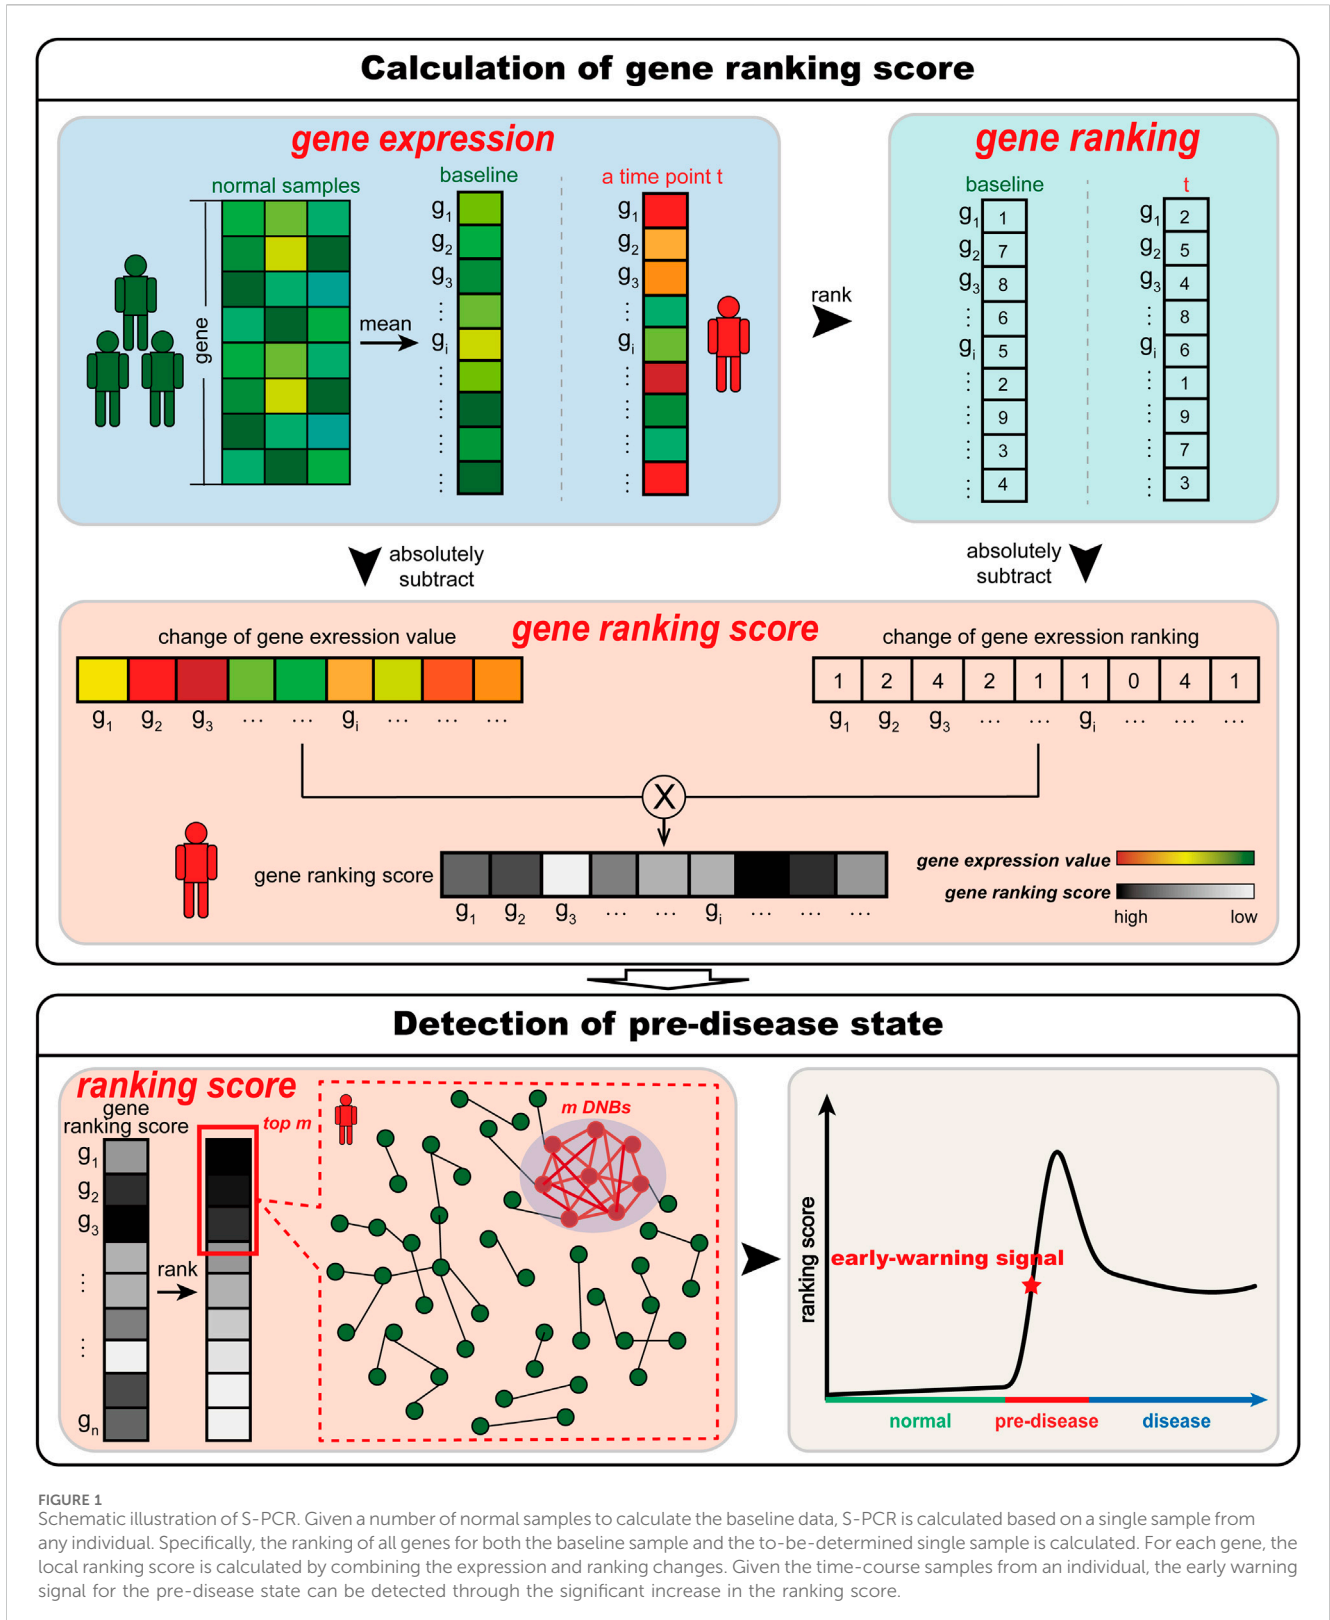 Calculation of gene ranking score
gene expression
normal samples
gene
mean
baseline
g1
g2
g3
⋮
gi
⋮
⋮
⋮
a time point t
g1
g2
g3
⋮
gi
⋮
⋮
⋮
rank
gene ranking
baseline
g1 1
g2 7
g3 8
⋮ 6
gi 5
⋮ 2
⋮ 9
⋮ 3
⋮ 4
t
g1 2
g2 5
g3 4
⋮ 8
gi 6
⋮ 1
⋮ 9
⋮ 7
⋮ 3
absolutely
subtract
absolutely
subtract
gene ranking score
change of gene exression value
g1 g2 g3 ... ... gi ... ... ...
change of gene exression ranking
1 2 4 2 1 1 0 4 1
g1 g2 g3 ... ... gi ... ... ...
X
gene ranking score
g1 g2 g3 ... ... gi ... ... ...
gene expression value
gene ranking score
high low
Detection of pre-disease state
ranking score
gene
ranking score
g1
g2
g3
⋮
⋮
gn
rank
top m
m DNBs
ranking score
early-warning signal
normal pre-disease disease
FIGURE 1
Schematic illustration of S-PCR. Given a number of normal samples to calculate the baseline data, S-PCR is calculated based on a single sample from
any individual. Specifically, the ranking of all genes for both the baseline sample and the to-be-determined single sample is calculated. For each gene, the
local ranking score is calculated by combining the expression and ranking changes. Given the time-course samples from an individual, the early warning
signal for the pre-disease state can be detected through the significant increase in the ranking score.